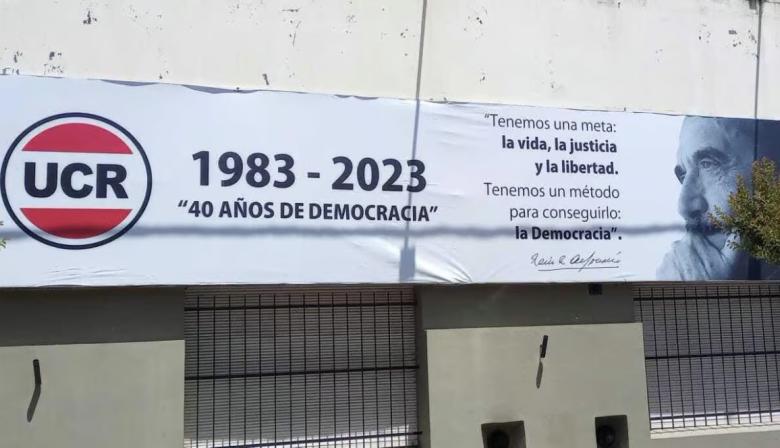 UCR
1983 - 2023
"40 AÑOS DE DEMOCRACIA"
"Tenemos una meta:
la vida, la justicia
y la libertad.
Tenemos un método
para conseguirlo:
la Democracia".